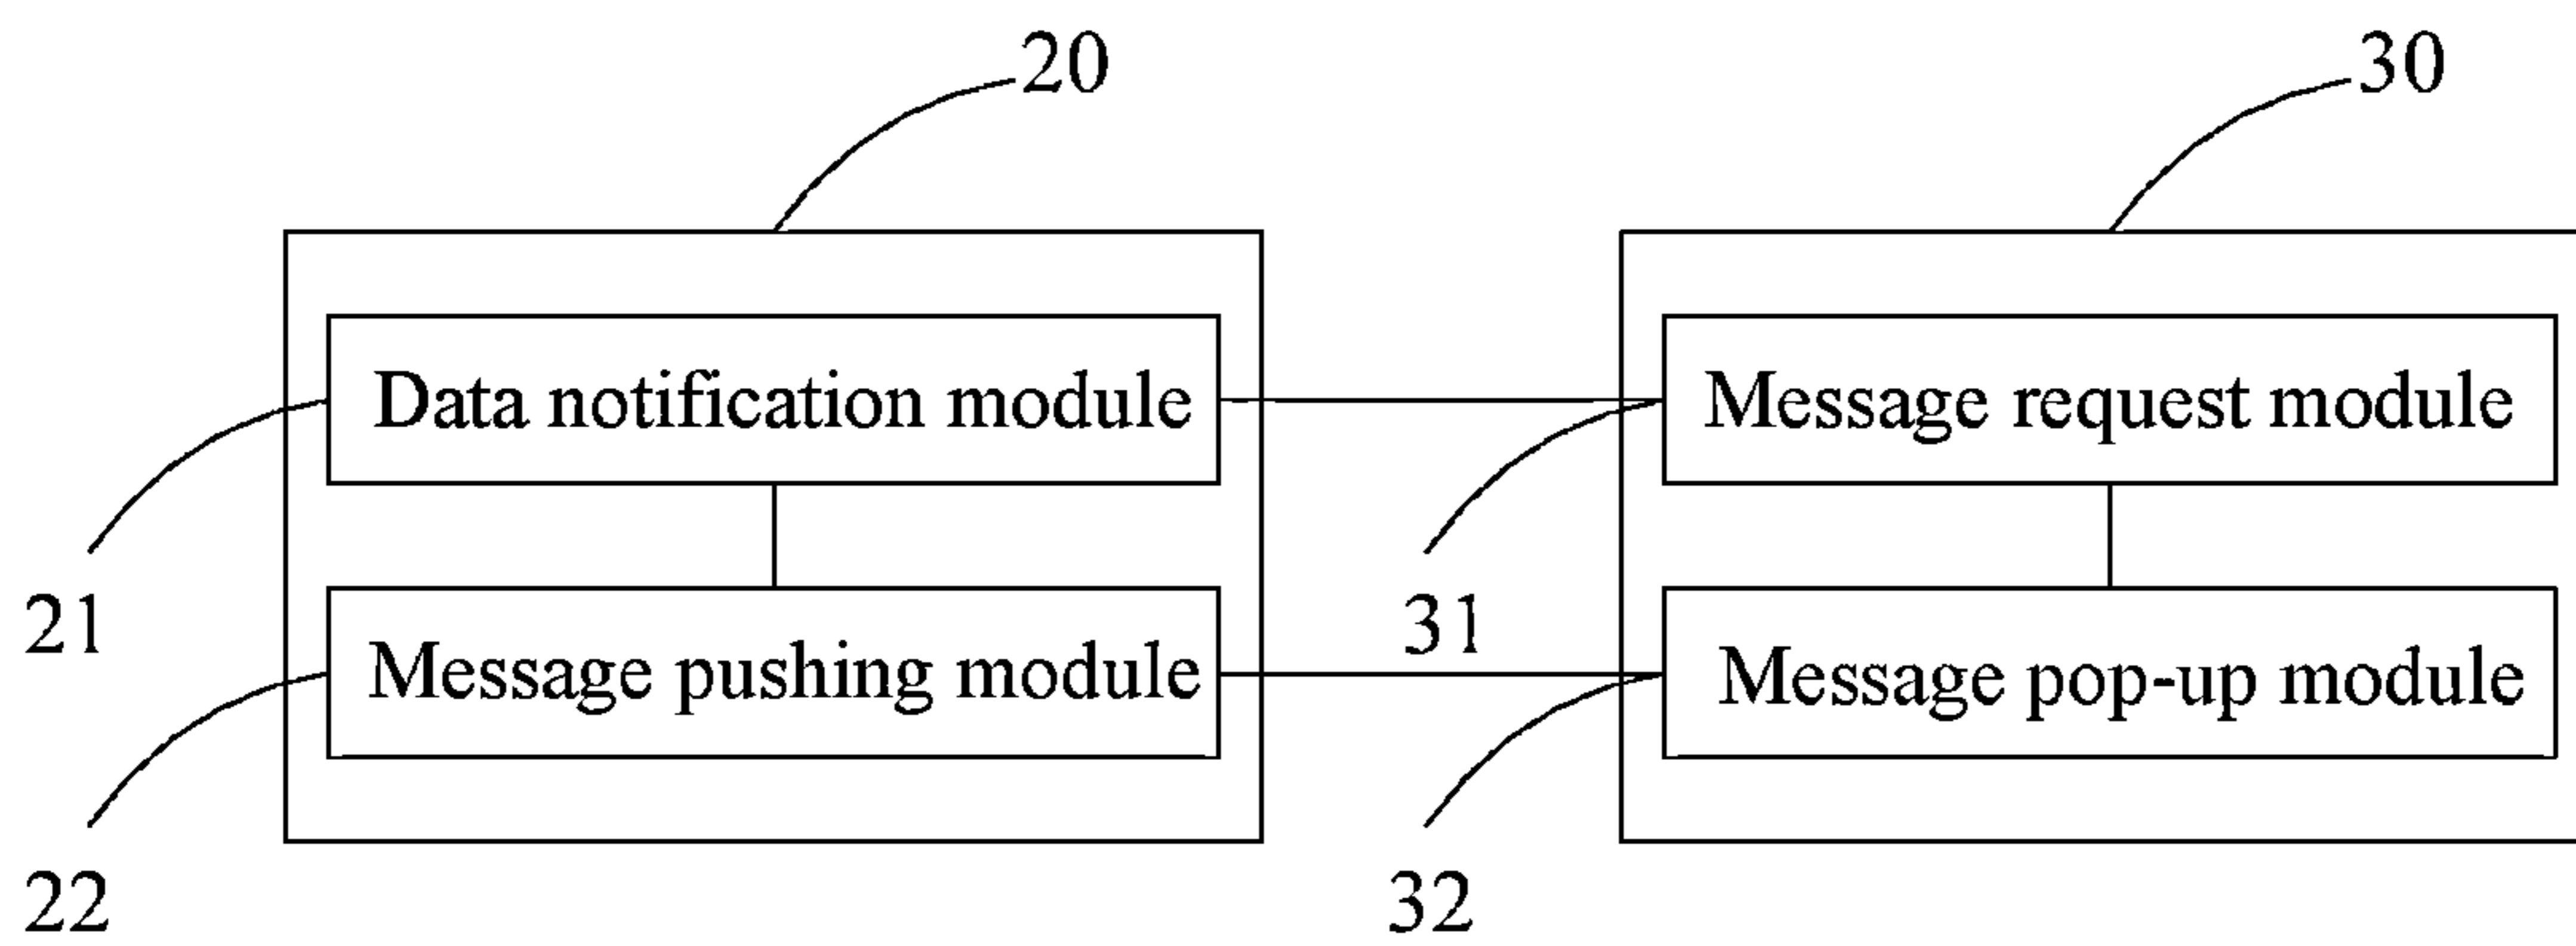 20
30
Data notification module
Message request module
21
31
Message pushing module
Message pop-up module
22
32